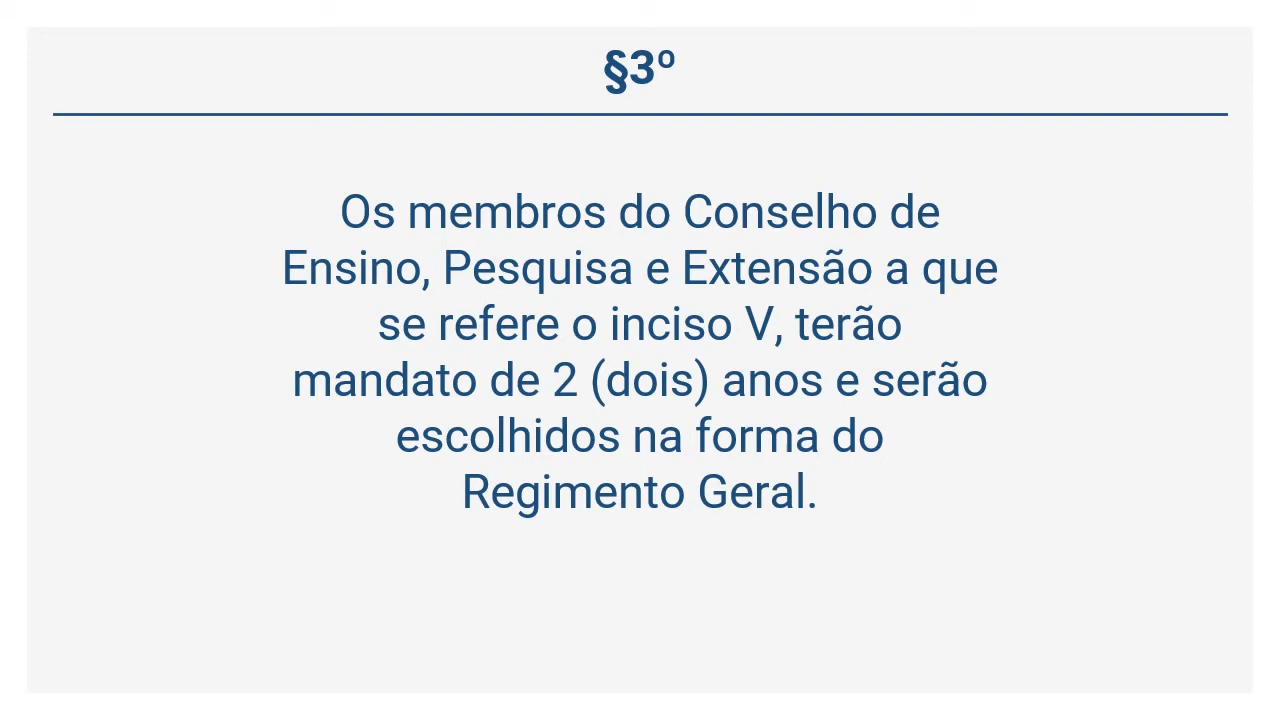 §3º
Os membros do Conselho de
Ensino, Pesquisa e Extensão a que
se refere o inciso V, terão
mandato de 2 (dois) anos e serão
escolhidos na forma do
Regimento Geral.